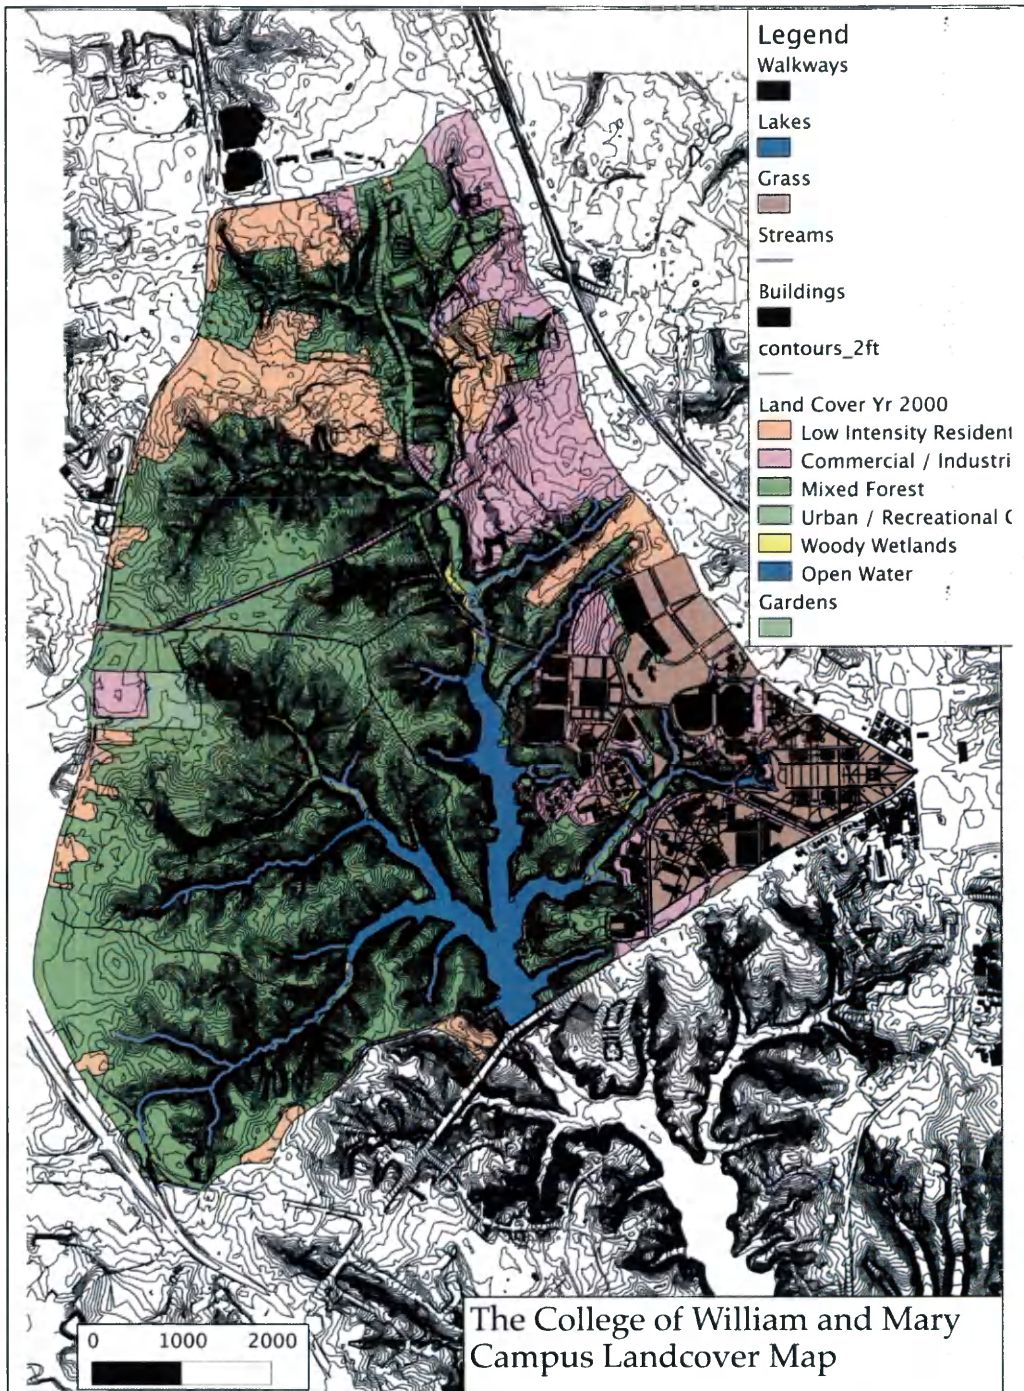 Legend
Walkways
Lakes
Grass
Streams
Buildings
contours_2ft
Land Cover Yr 2000
Low Intensity Resident
Commercial / Industri
Mixed Forest
Urban / Recreational (
Woody Wetlands
Open Water
Gardens
0 1000 2000
The College of William and Mary
Campus Landcover Map